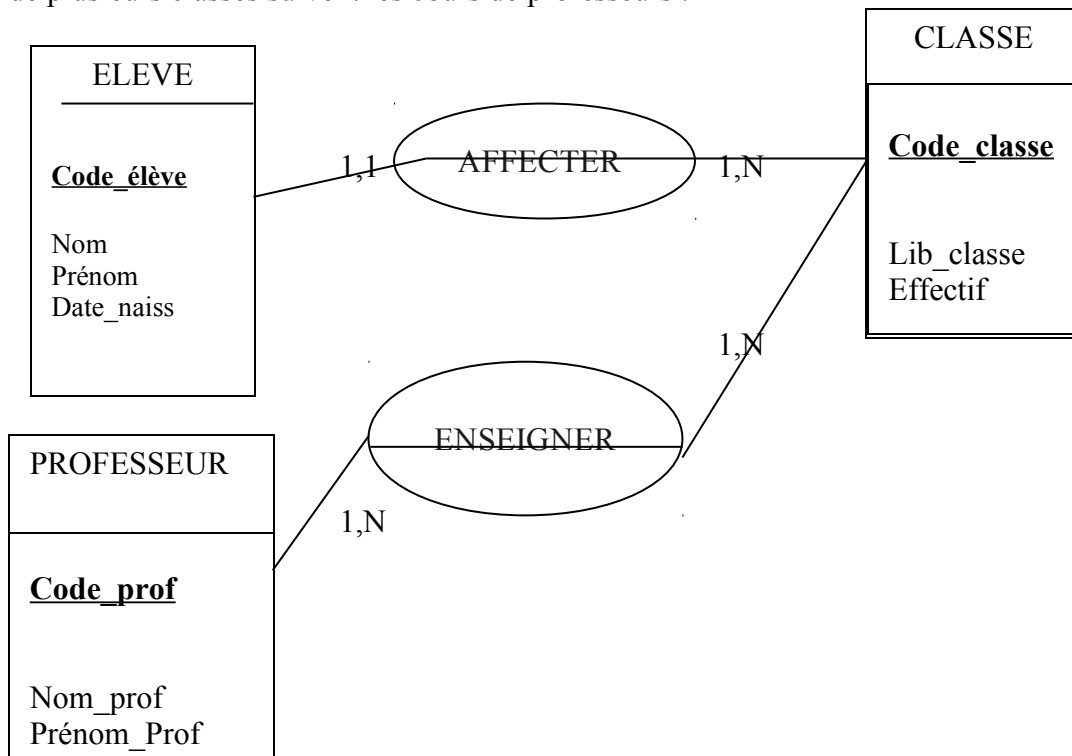 ELEVE
Code_élève
Nom
Prénom
Date_naiss
1,1
AFFECTER
1,N
CLASSE
Code_classe
Lib_classe
Effectif
1,N
ENSEIGNER
1,N
PROFESSEUR
Code_prof
Nom_prof
Prénom_Prof